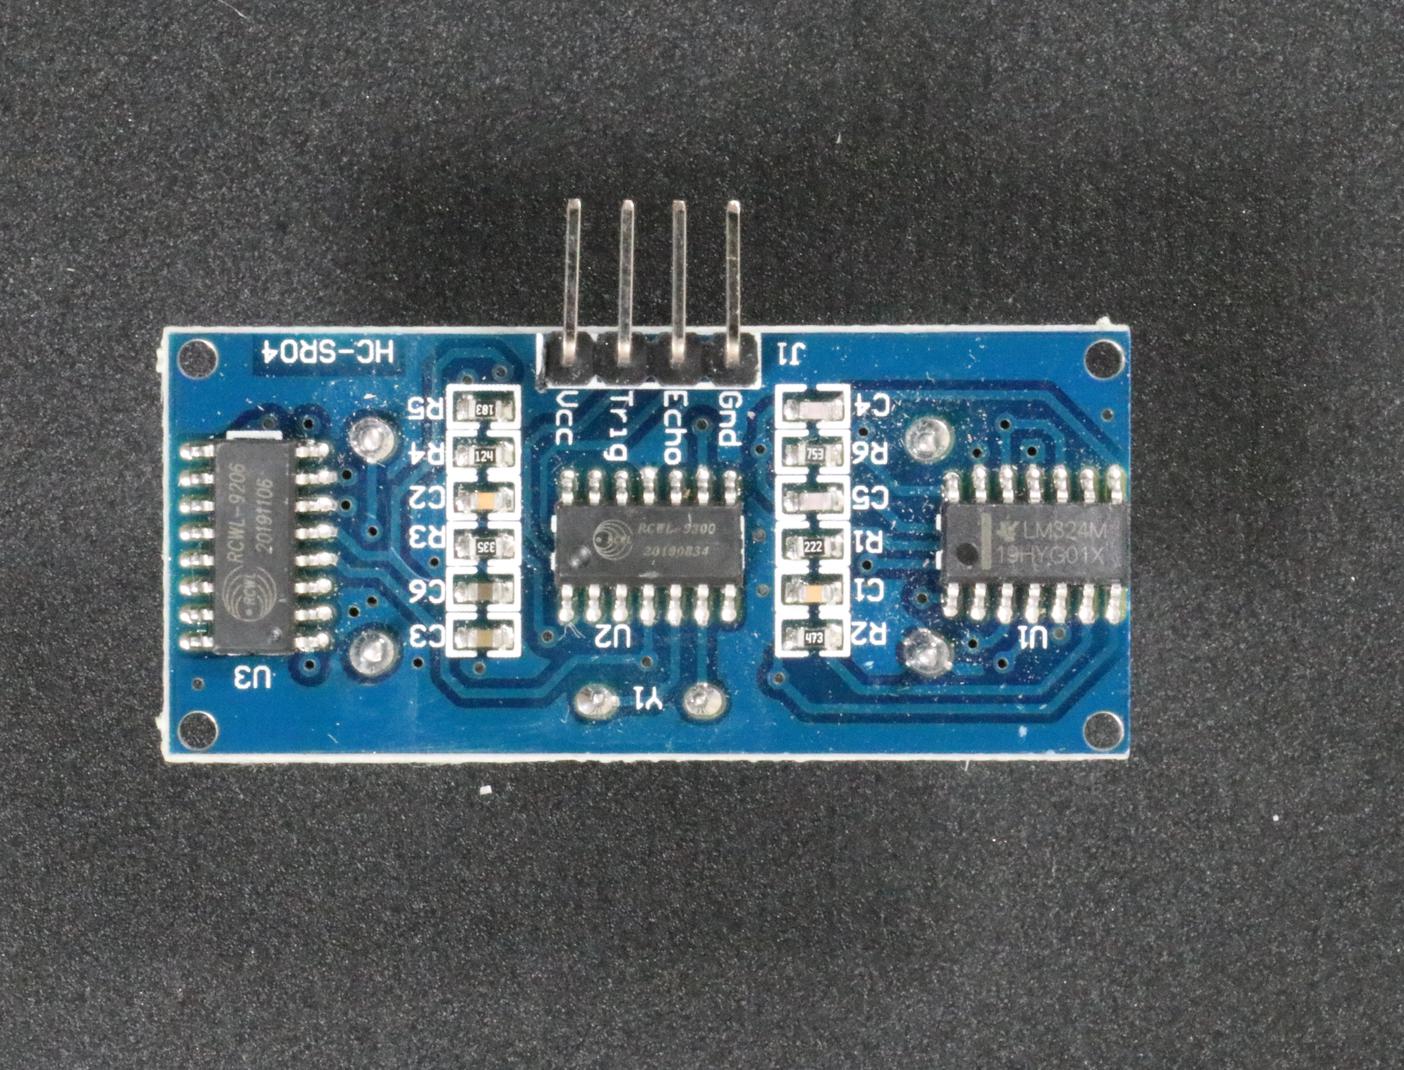 HC-SR04
J1
Vcc
Trig
Echo
Gnd
R5
183
R4
124
C2
R3
335
C6
C3
C4
R6
753
C5
R1
222
C1
R2
473
RCWL-9206
20191106
RCWL
U3
RCWL-9300
U2
Y1
LM324M
19HYG01X
U1